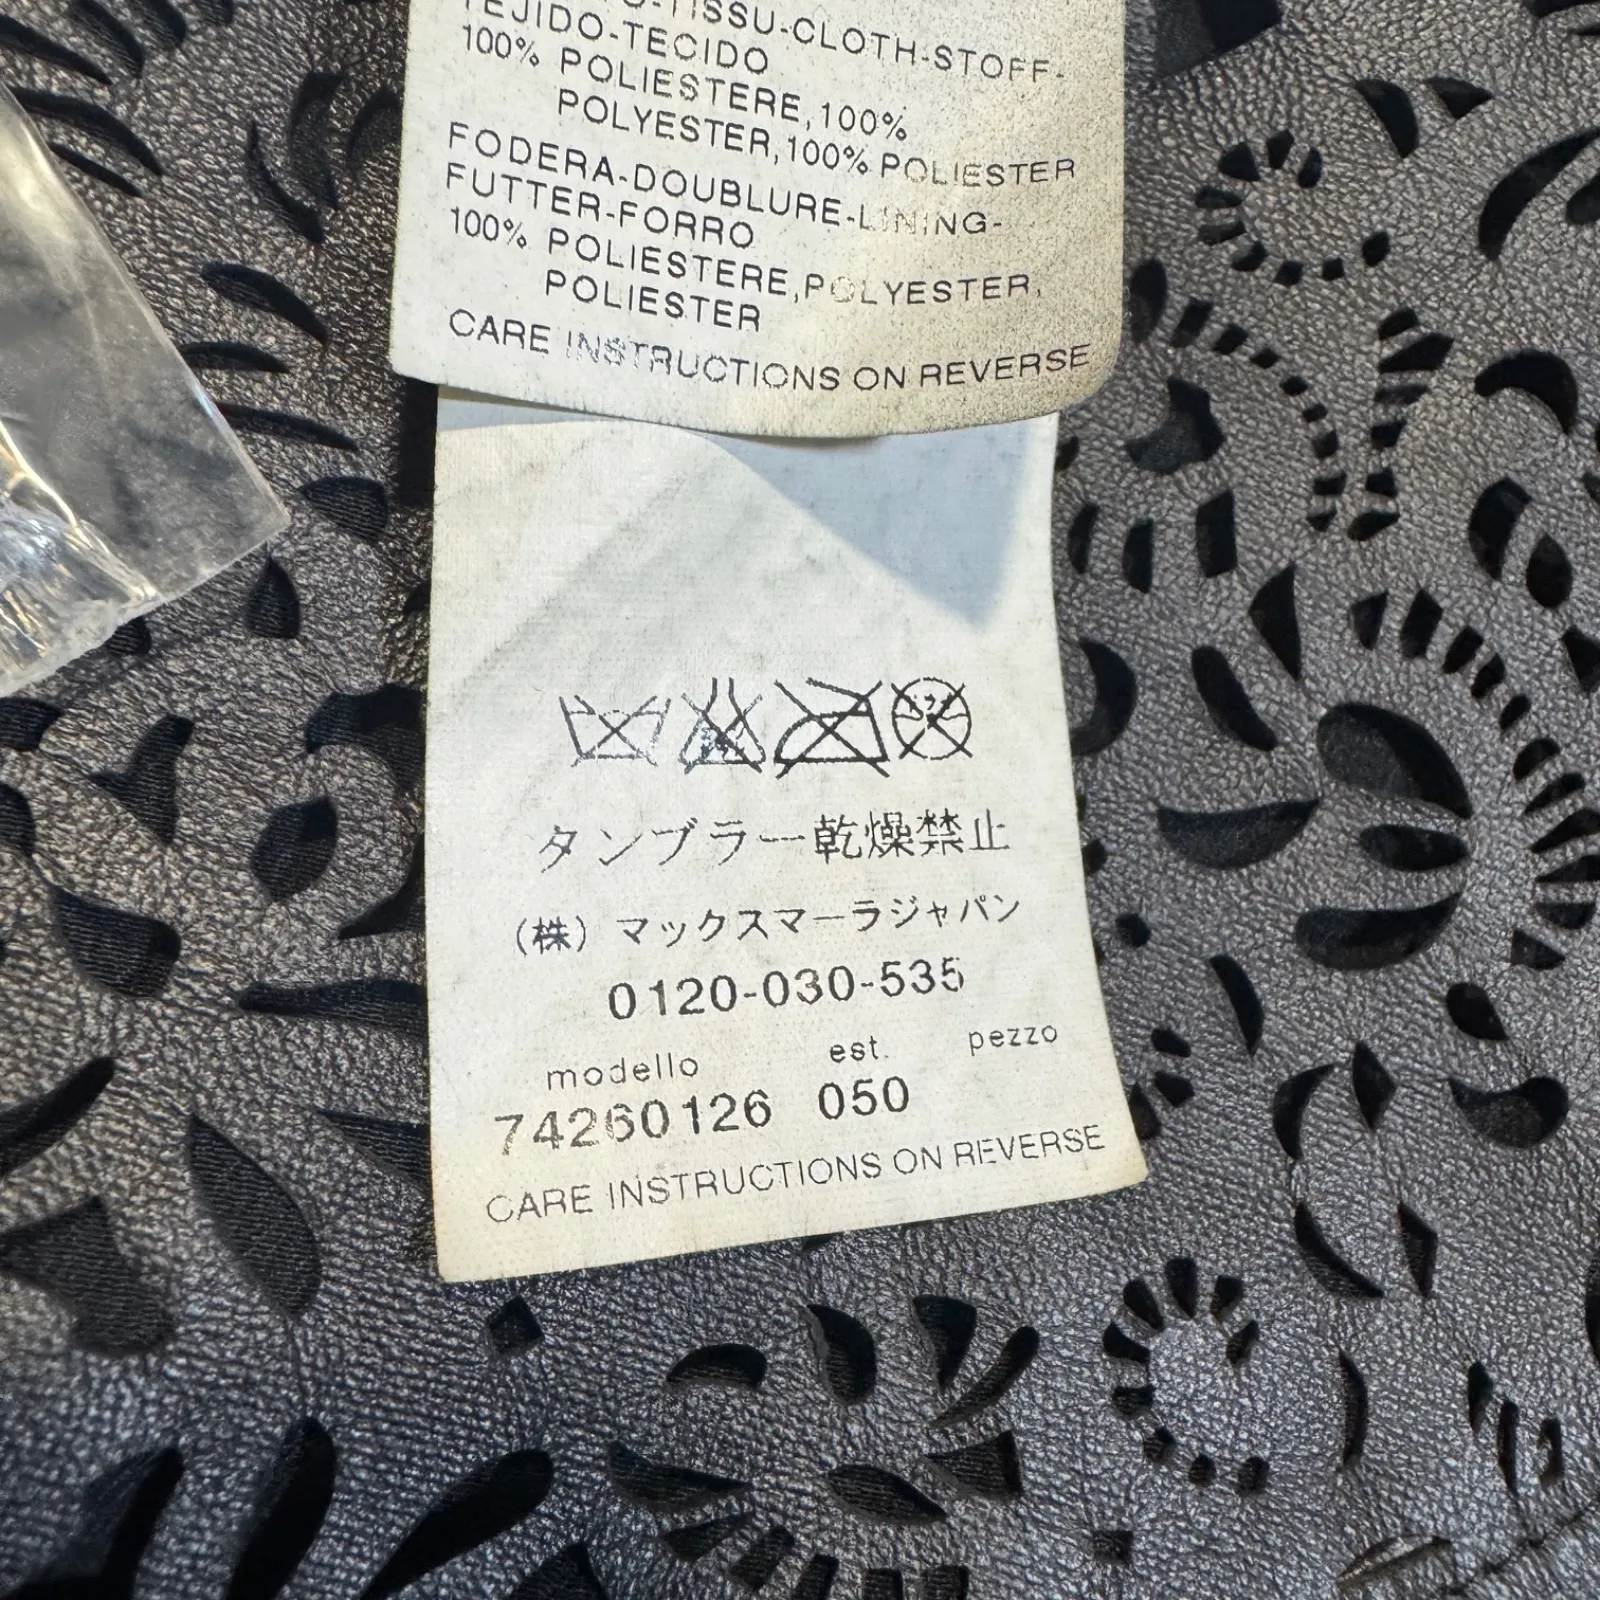 TISSU-CLOTH-STOFF-
TEJIDO-TECIDO
100% POLIESTERE,100%
POLYESTER,100% POLIESTER
FODERA-DOUBLURE-LINING-
FUTTER-FORRO
100% POLIESTERE,POLYESTER,
POLIESTER
CARE INSTRUCTIONS ON REVERSE
タンブラー乾燥禁止
(株) マックスマーラジャパン
0120-030-535
modello est. pezzo
74260126 050
CARE INSTRUCTIONS ON REVERSE